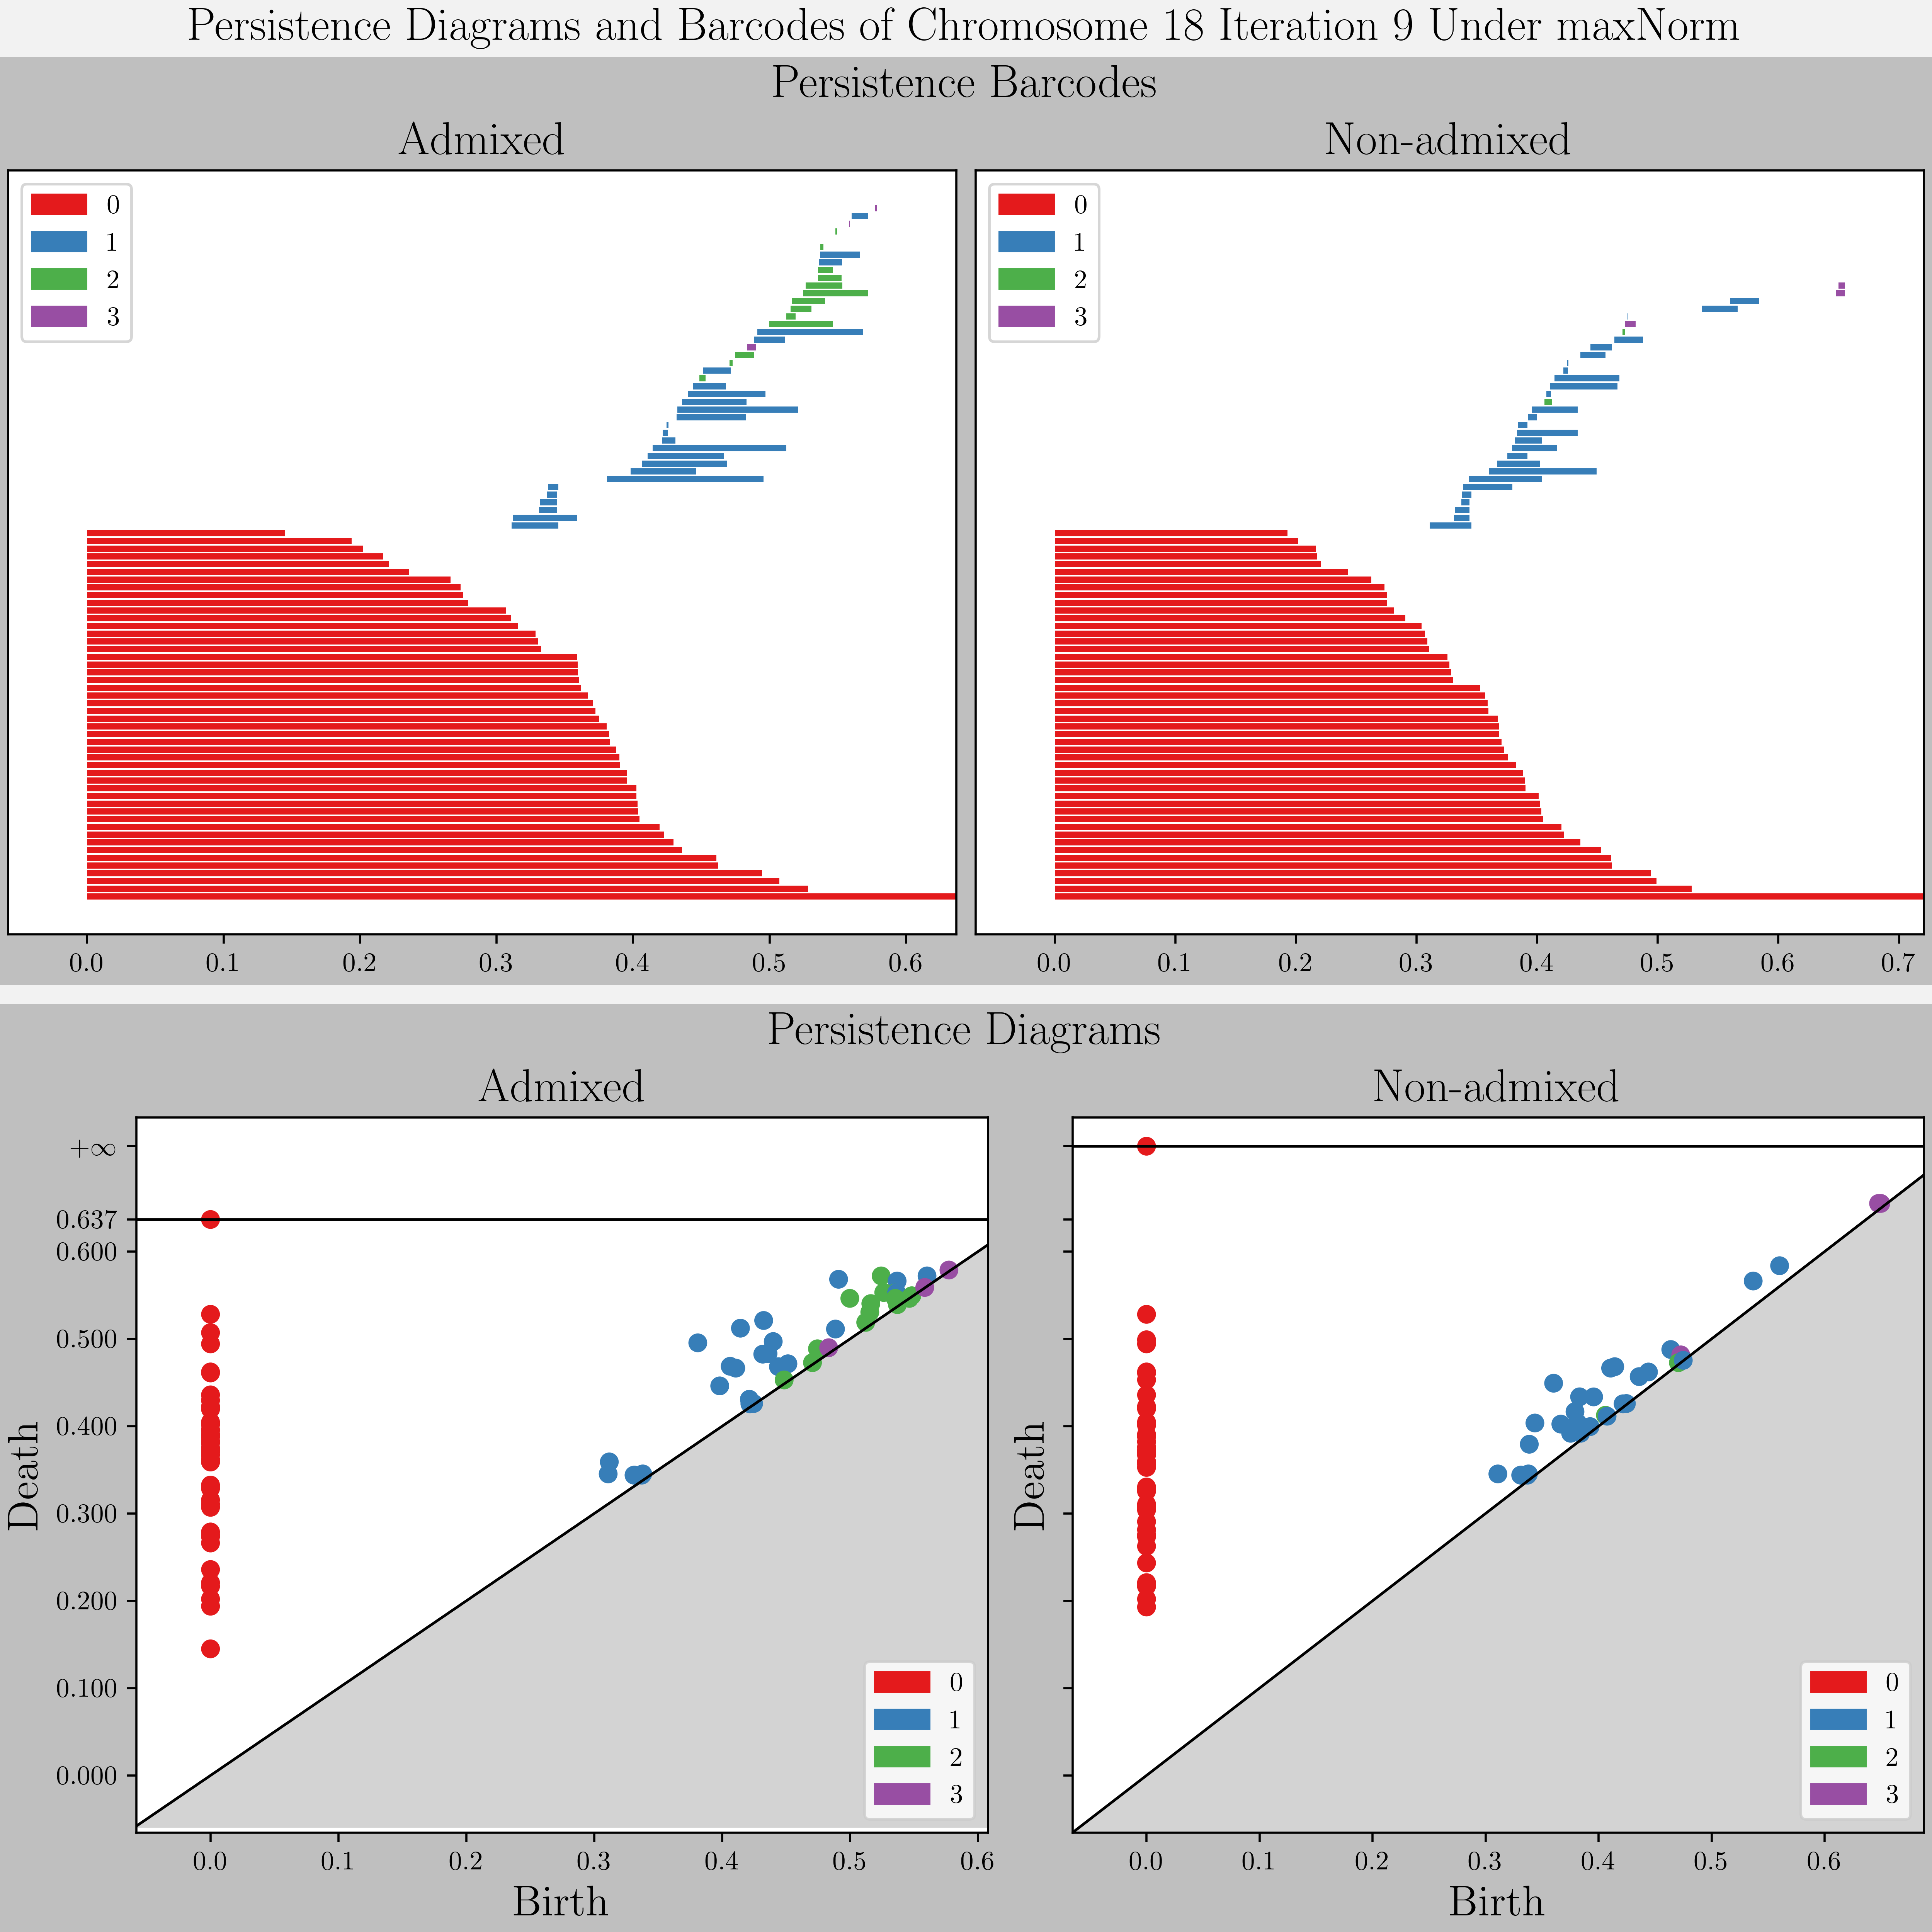 Persistence Diagrams and Barcodes of Chromosome 18 Iteration 9 Under maxNorm
Persistence Barcodes
Admixed
Non-admixed
0
1
2
3
0
1
2
3
0.0 0.1 0.2 0.3 0.4 0.5 0.6
0.0 0.1 0.2 0.3 0.4 0.5 0.6 0.7
Persistence Diagrams
Admixed
Non-admixed
+∞
0.637
0.600
0.500
0.400
0.300
0.200
0.100
0.000
Death
0
1
2
3
0.0 0.1 0.2 0.3 0.4 0.5 0.6
Birth
Death
0
1
2
3
0.0 0.1 0.2 0.3 0.4 0.5 0.6
Birth